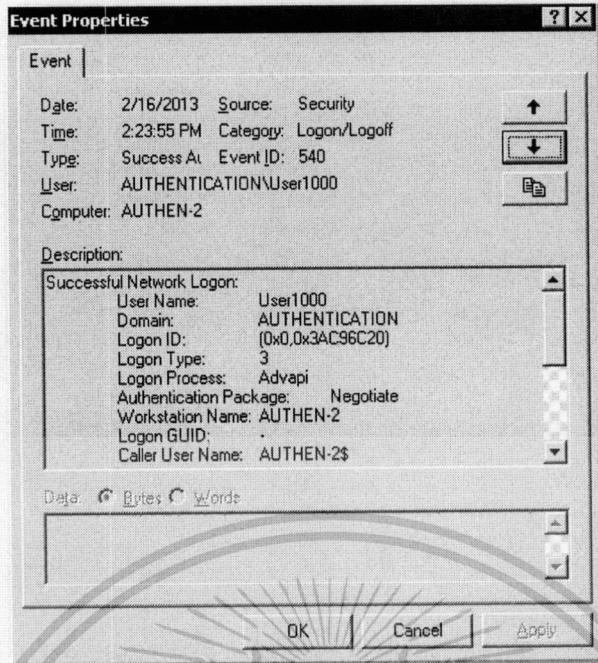 Event Properties
Event
Date: 2/16/2013 Source: Security
Time: 2:23:55 PM Category: Logon/Logoff
Type: Success Au Event ID: 540
User: AUTHENTICATION\User1000
Computer: AUTHEN-2
Description:
Successful Network Logon:
User Name: User1000
Domain: AUTHENTICATION
Logon ID: (0x0,0x3AC96C20)
Logon Type: 3
Logon Process: Advapi
Authentication Package: Negotiate
Workstation Name: AUTHEN-2
Logon GUID: -
Caller User Name: AUTHEN-2$
Data: Bytes Words
OK Cancel Apply